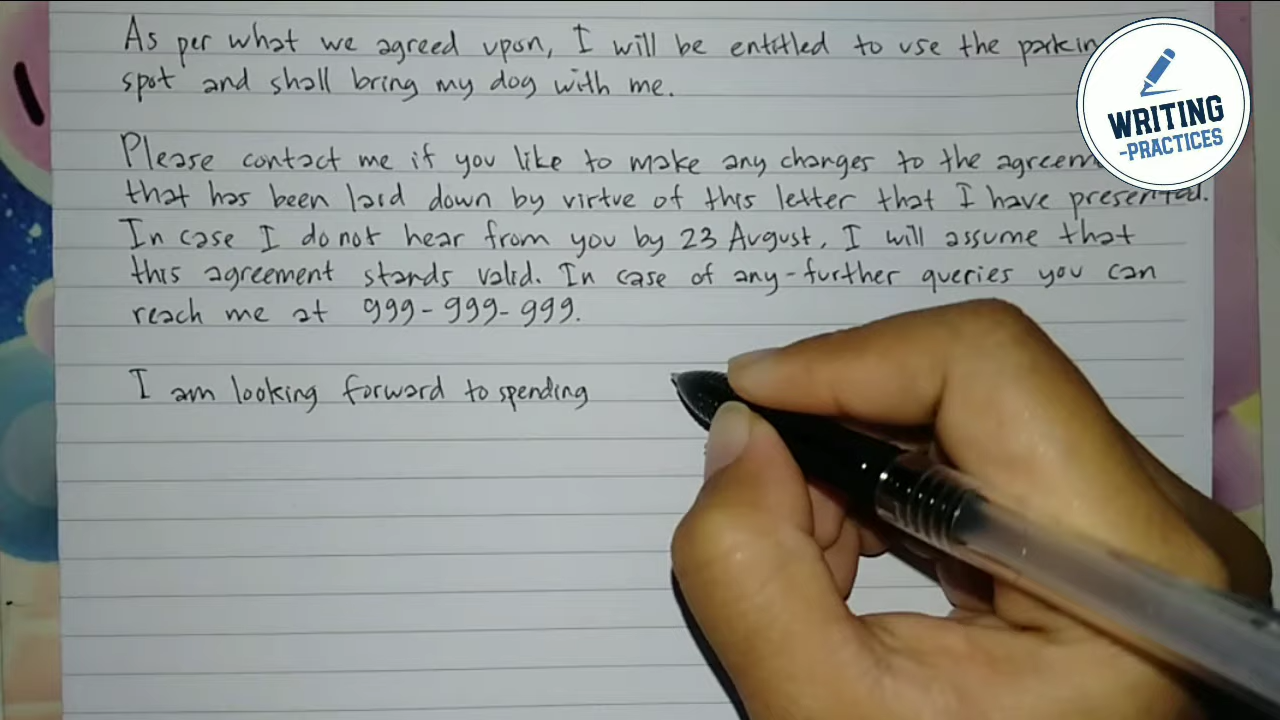 As per what we agreed upon, I will be entitled to use the parkin
spot and shall bring my dog with me.
Please contact me if you like to make any changes to the agreem
that has been laid down by virtue of this letter that I have presented.
In case I do not hear from you by 23 August, I will assume that
this agreement stands valid. In case of any-further queries you can
reach me at 999-999-999.
I am looking forward to spending
WRITING
-PRACTICES